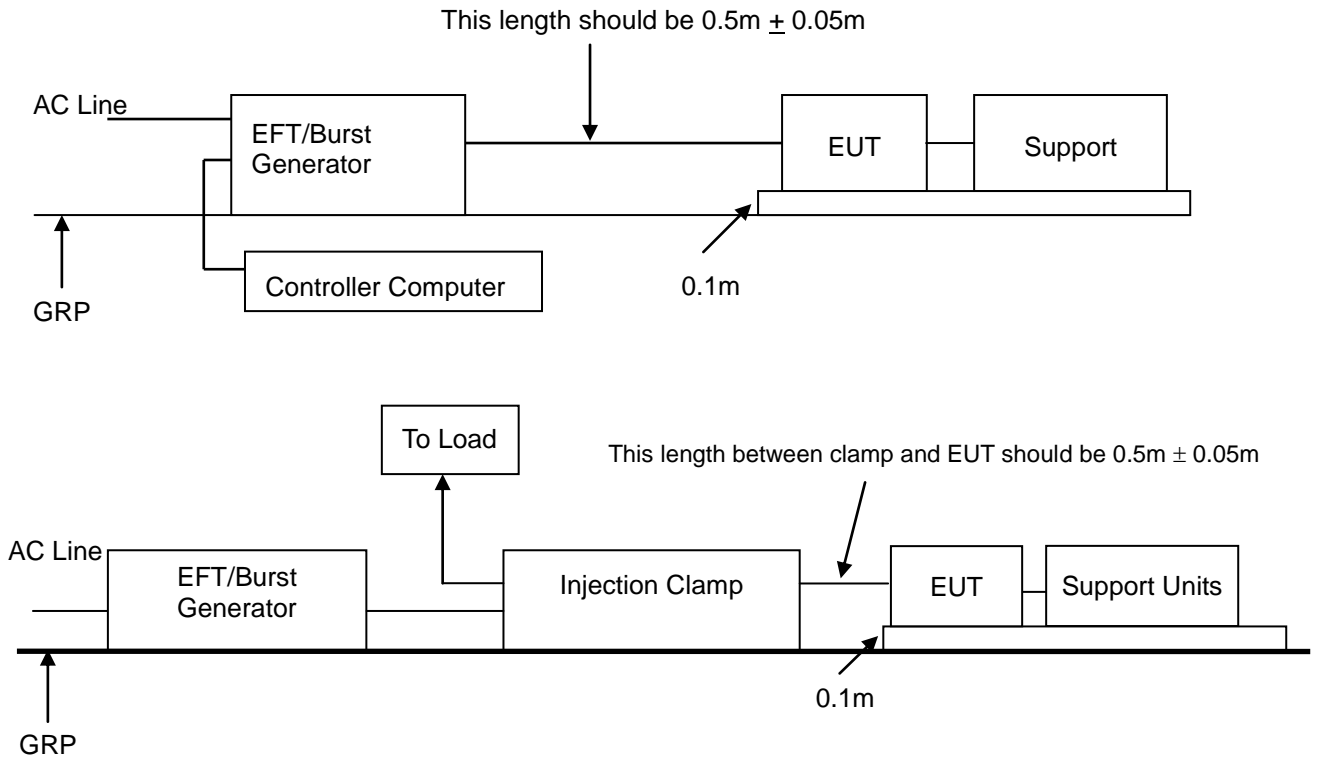 This length should be 0.5m ± 0.05m
AC Line
EFT/Burst
Generator
EUT
Support
Controller Computer
0.1m
GRP
To Load
This length between clamp and EUT should be 0.5m ± 0.05m
AC Line
EFT/Burst
Generator
Injection Clamp
EUT
Support Units
0.1m
GRP